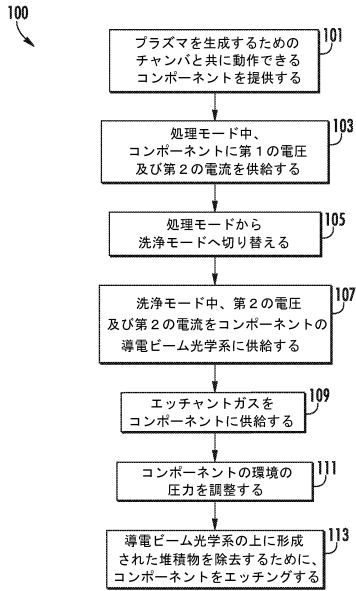 100
プラズマを生成するための
チャンバと共に動作できる
コンポーネントを提供する
101
処理モード中、
コンポーネントに第1の電圧
及び第2の電流を供給する
103
処理モードから
洗浄モードへ切り替える
105
洗浄モード中、第2の電圧
及び第2の電流をコンポーネントの
導電ビーム光学系に供給する
107
エッチャントガスを
コンポーネントに供給する
109
コンポーネントの環境の
圧力を調整する
111
導電ビーム光学系の上に形成
された堆積物を除去するために、
コンポーネントをエッチングする
113